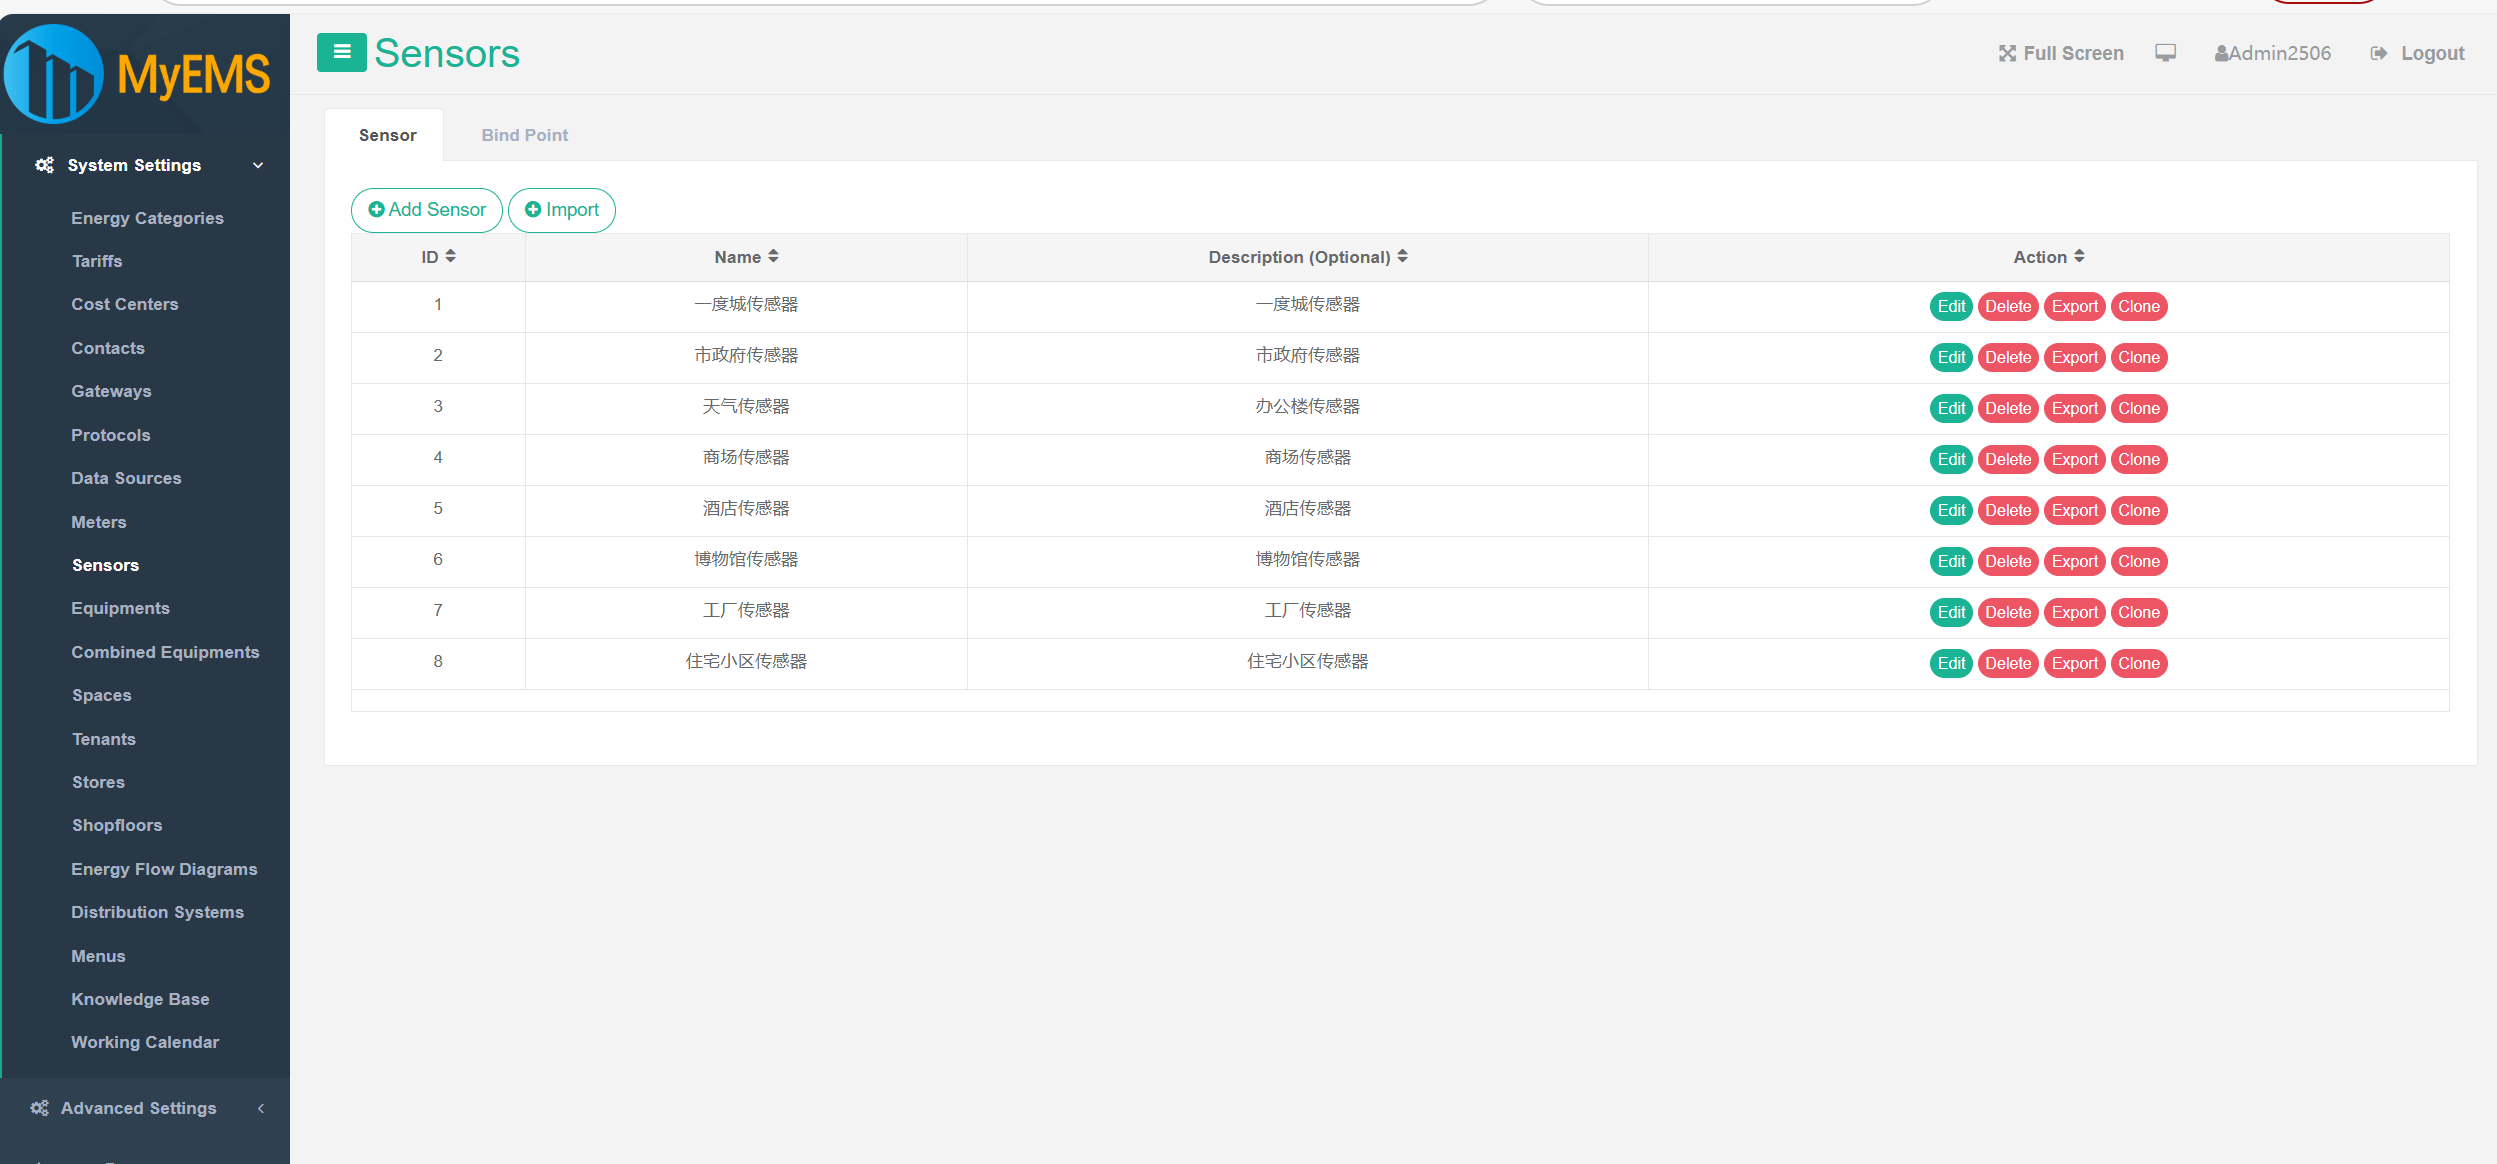 MyEMS
Sensors
Full Screen
Admin2506
Logout
System Settings
Energy Categories
Tariffs
Cost Centers
Contacts
Gateways
Protocols
Data Sources
Meters
Sensors
Equipments
Combined Equipments
Spaces
Tenants
Stores
Shopfloors
Energy Flow Diagrams
Distribution Systems
Menus
Knowledge Base
Working Calendar
Advanced Settings
Sensor Bind Point
Add Sensor Import
ID Name Description (Optional) Action
1 一度城传感器 一度城传感器 Edit Delete Export Clone
2 市政府传感器 市政府传感器 Edit Delete Export Clone
3 天气传感器 办公楼传感器 Edit Delete Export Clone
4 商场传感器 商场传感器 Edit Delete Export Clone
5 酒店传感器 酒店传感器 Edit Delete Export Clone
6 博物馆传感器 博物馆传感器 Edit Delete Export Clone
7 工厂传感器 工厂传感器 Edit Delete Export Clone
8 住宅小区传感器 住宅小区传感器 Edit Delete Export Clone